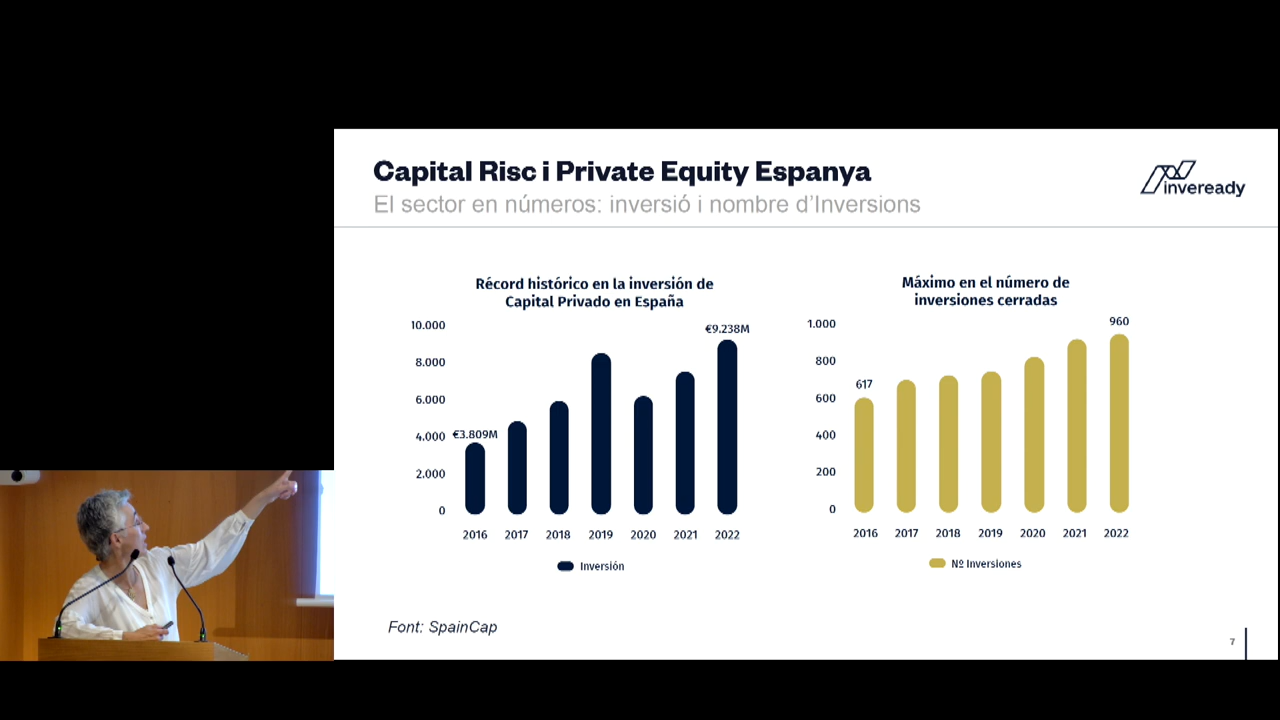 Capital Risc i Private Equity Espanya
El sector en números: inversió i nombre d'Inversions
inveready
Récord histórico en la inversión de
Capital Privado en España
10.000
8.000
6.000
4.000
2.000
0
€3.809M
€9.238M
2016 2017 2018 2019 2020 2021 2022
Inversión
Máximo en el número de
inversiones cerradas
1.000
800
600
400
200
0
617
960
2016 2017 2018 2019 2020 2021 2022
Nº Inversiones
Font: SpainCap
7